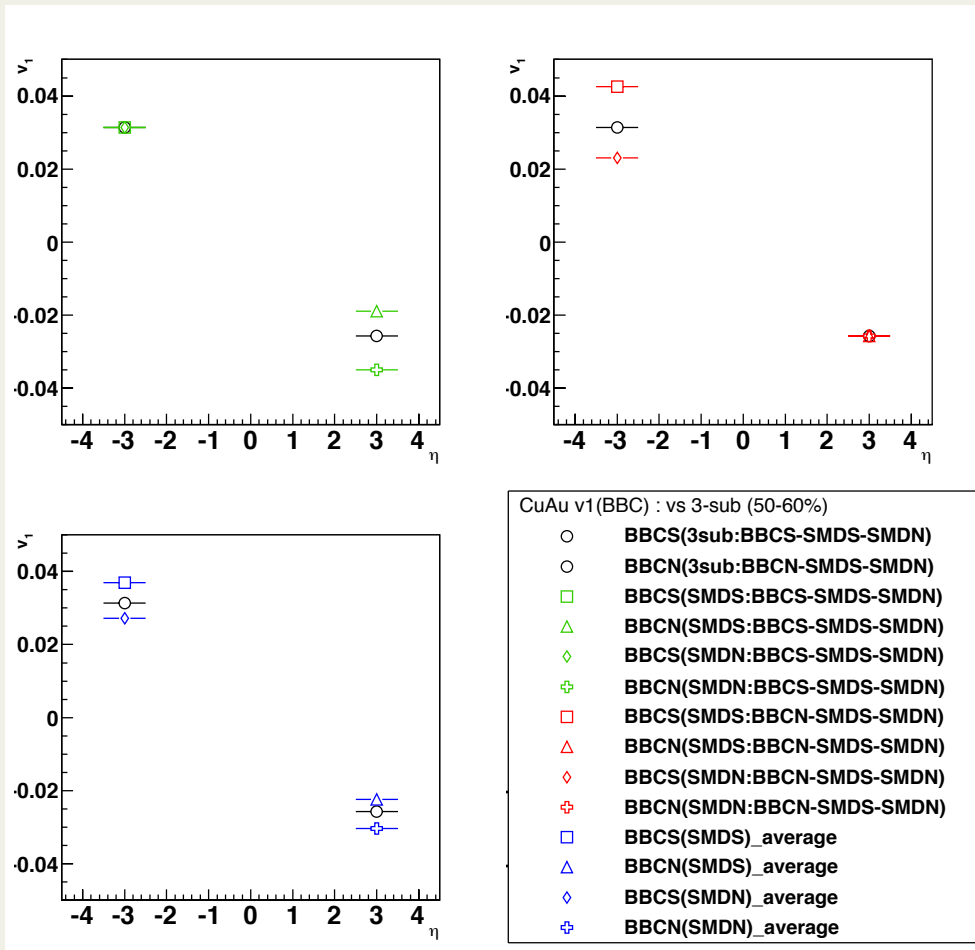 v1
0.04
0.02
0
-0.02
-0.04
-4 -3 -2 -1 0 1 2 3 4
η
v1
0.04
0.02
0
-0.02
-0.04
-4 -3 -2 -1 0 1 2 3 4
η
v1
0.04
0.02
0
-0.02
-0.04
-4 -3 -2 -1 0 1 2 3 4
η
CuAu v1(BBC) : vs 3-sub (50-60%)
BBCS(3sub:BBCS-SMDS-SMDN)
BBCN(3sub:BBCN-SMDS-SMDN)
BBCS(SMDS:BBCS-SMDS-SMDN)
BBCN(SMDS:BBCS-SMDS-SMDN)
BBCS(SMDN:BBCS-SMDS-SMDN)
BBCN(SMDN:BBCS-SMDS-SMDN)
BBCS(SMDS:BBCN-SMDS-SMDN)
BBCN(SMDS:BBCN-SMDS-SMDN)
BBCS(SMDN:BBCN-SMDS-SMDN)
BBCN(SMDN:BBCN-SMDS-SMDN)
BBCS(SMDS)_average
BBCN(SMDS)_average
BBCS(SMDN)_average
BBCN(SMDN)_average